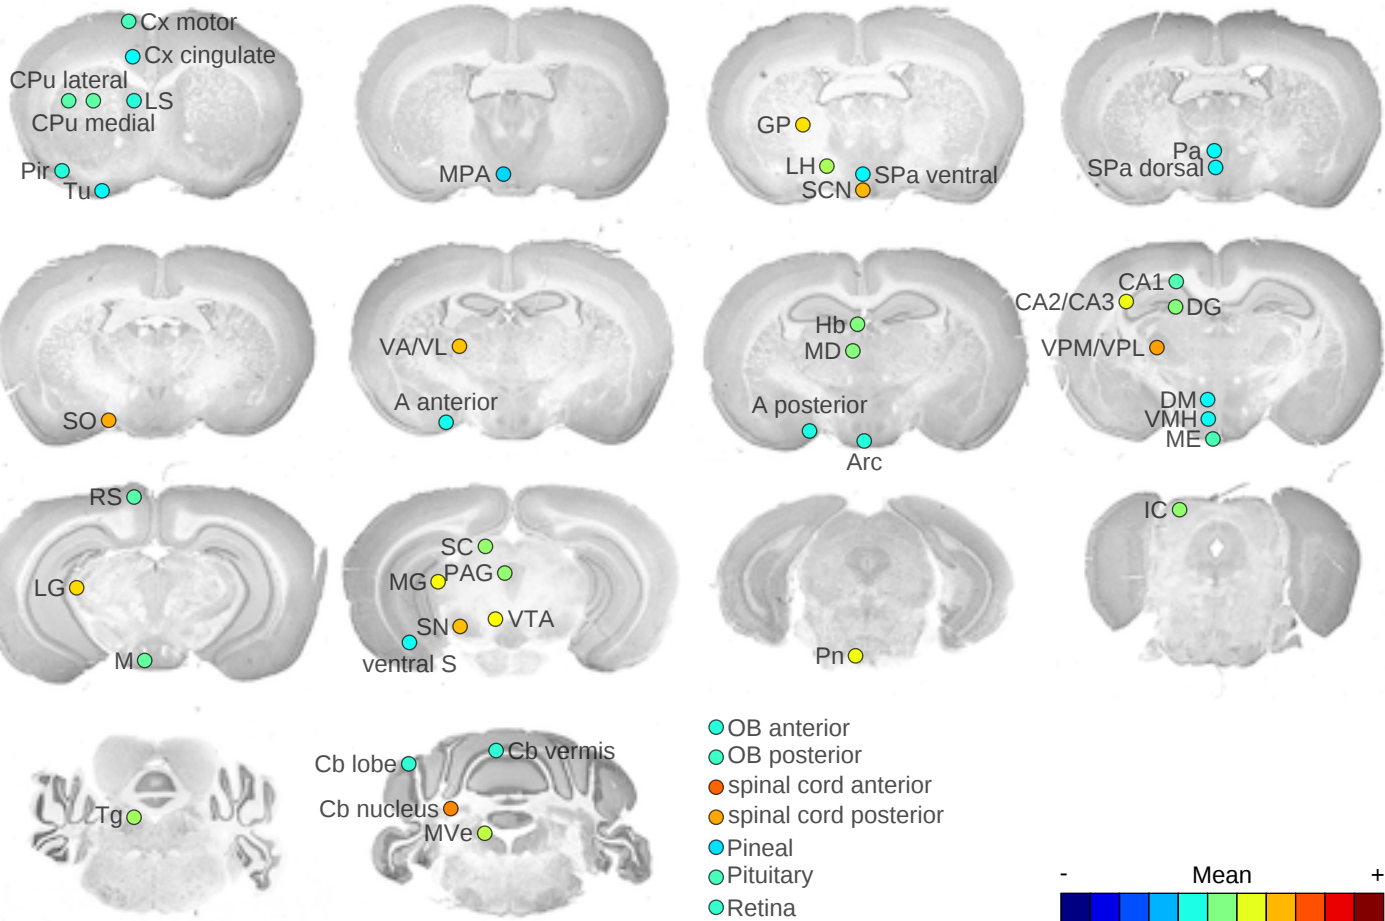 Cx motor
Cx cingulate
CPu lateral
LS
CPu medial
Pir
Tu
MPA
GP
LH
SPa ventral
SCN
Pa
SPa dorsal
SO
VA/VL
A anterior
Hb
MD
A posterior
Arc
CA1
CA2/CA3
DG
VPM/VPL
DM
VMH
ME
RS
LG
M
SC
PAG
MG
VTA
SN
ventral S
Pn
IC
Tg
Cb vermis
Cb lobe
Cb nucleus
MVe
OB anterior
OB posterior
spinal cord anterior
spinal cord posterior
Pineal
Pituitary
Retina
- Mean +